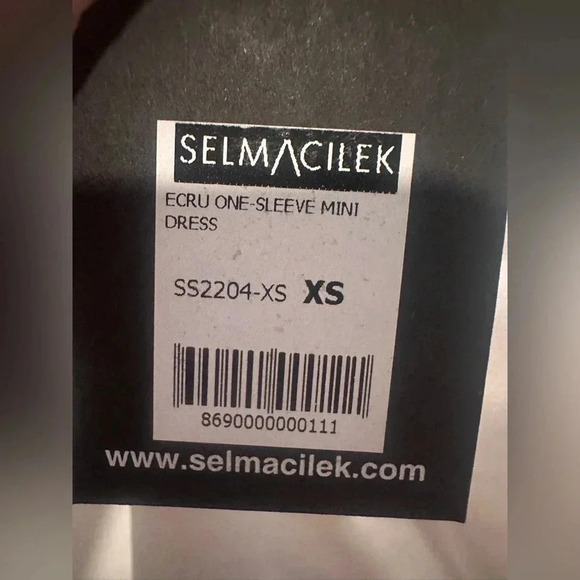 SELMACILEK
ECRU ONE-SLEEVE MINI
DRESS
SS2204-XS XS
8690000000111
www.selmacilek.com